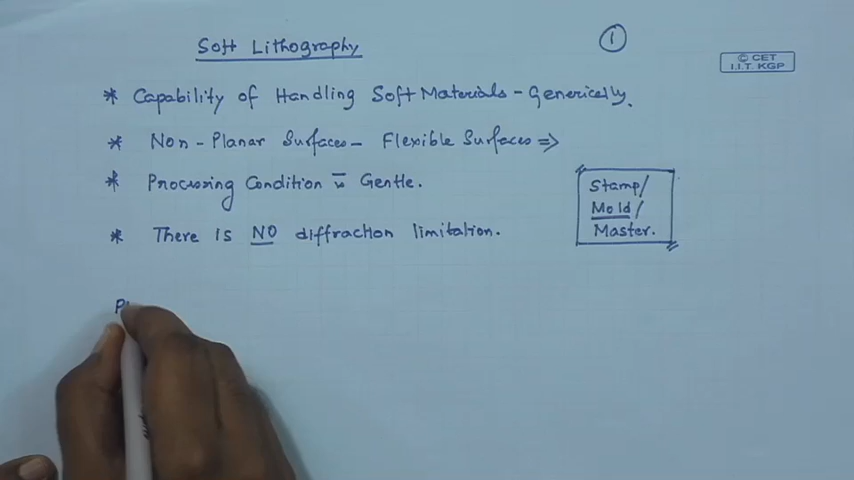 Soft Lithography
1
© CET
I.I.T. KGP
* Capability of Handling Soft Materials - Generically.
* Non-Planar Surfaces - Flexible Surfaces ⇒
* Processing Condition is Gentle.
* There is NO diffraction limitation.
Stamp/
Mold/
Master.